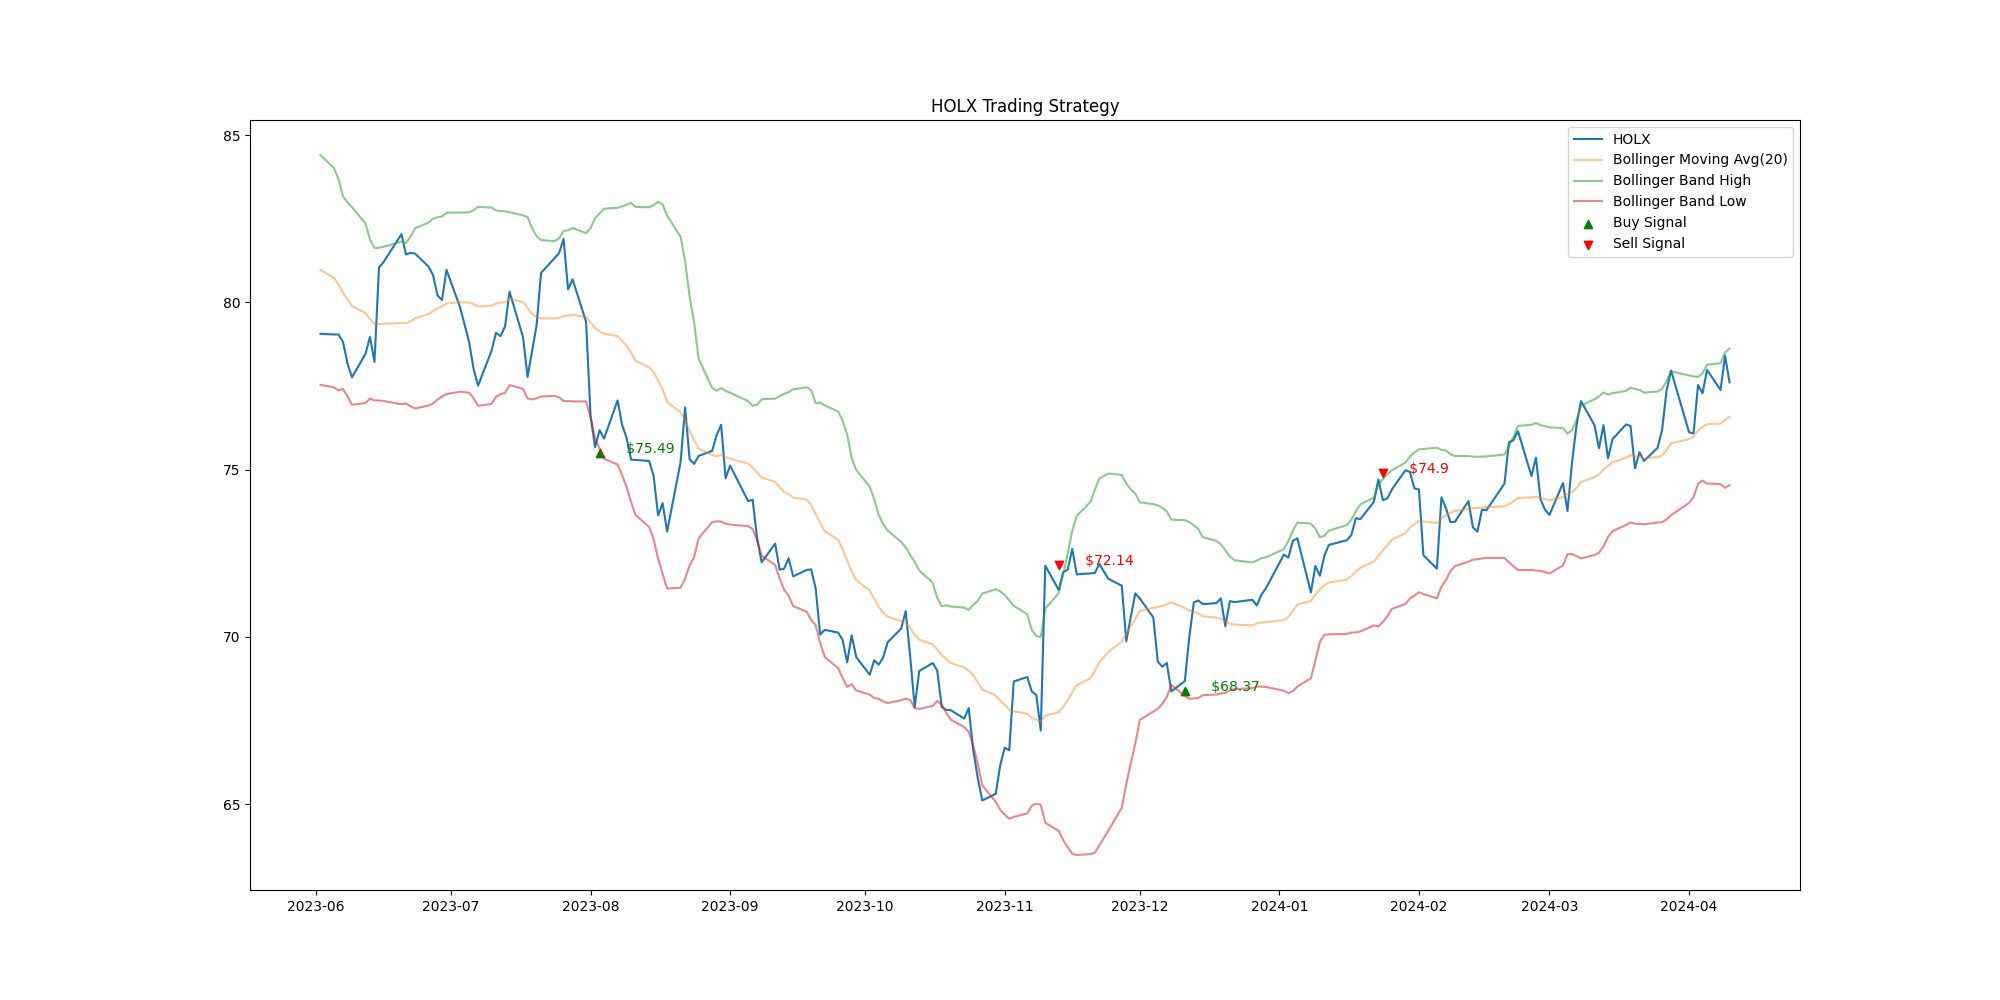 HOLX Trading Strategy
85
80
75
70
65
HOLX
Bollinger Moving Avg(20)
Bollinger Band High
Bollinger Band Low
Buy Signal
Sell Signal
$75.49
$72.14
$68.37
$74.9
2023-06
2023-07
2023-08
2023-09
2023-10
2023-11
2023-12
2024-01
2024-02
2024-03
2024-04